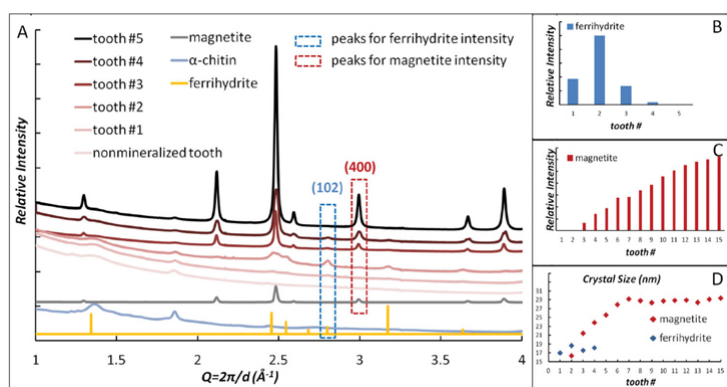 A
tooth #5
tooth #4
tooth #3
tooth #2
tooth #1
nonmineralized tooth
magnetite
α-chitin
ferrihydrite
peaks for ferrihydrite intensity
peaks for magnetite intensity
(102)
(400)
Relative Intensity
1 1.5 2 2.5 3 3.5 4
Q=2π/d (Å⁻¹)
B
ferrihydrite
Relative Intensity
1 2 3 4 5
tooth #
C
magnetite
Relative Intensity
1 2 3 4 5 6 7 8 9 10 11 12 13 14 15
tooth #
D
Crystal Size (nm)
31
29
27
25
23
21
19
17
15
magnetite
ferrihydrite
0 1 2 3 4 5 6 7 8 9 10 11 12 13 14 15
tooth #